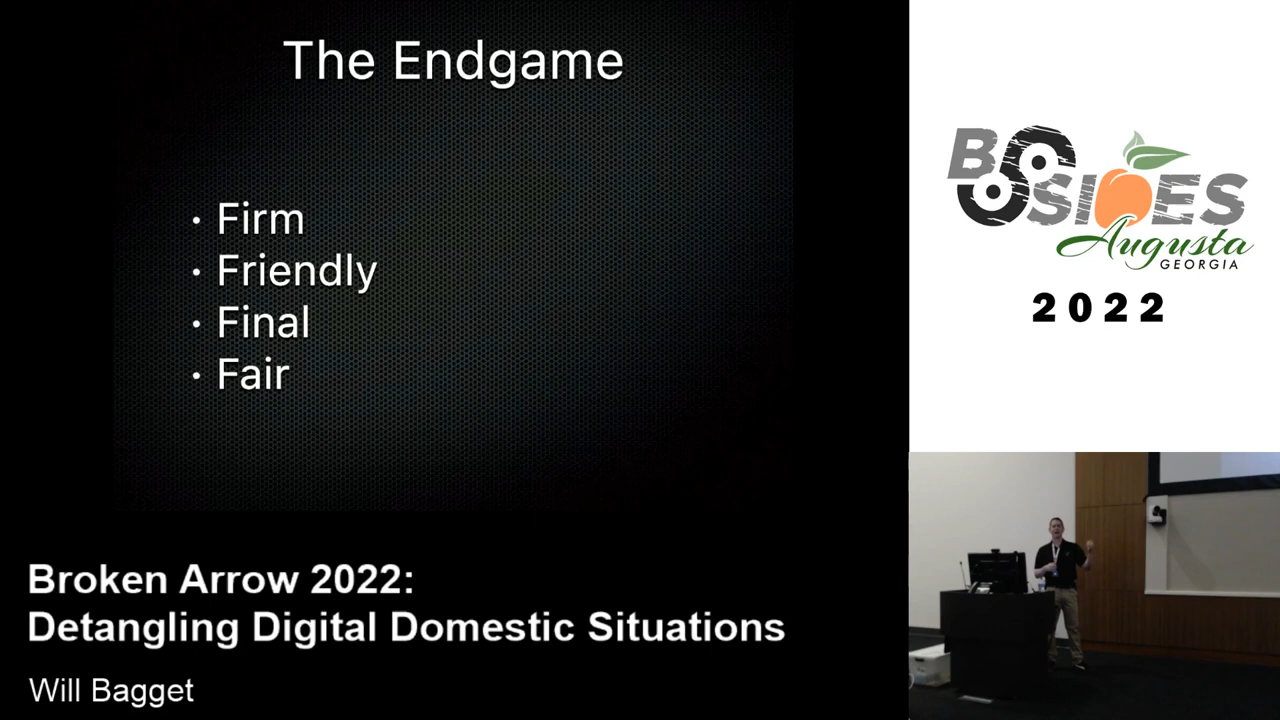 The Endgame
· Firm
· Friendly
· Final
· Fair
BSIDES
Augusta
GEORGIA
2022
Broken Arrow 2022:
Detangling Digital Domestic Situations
Will Bagget